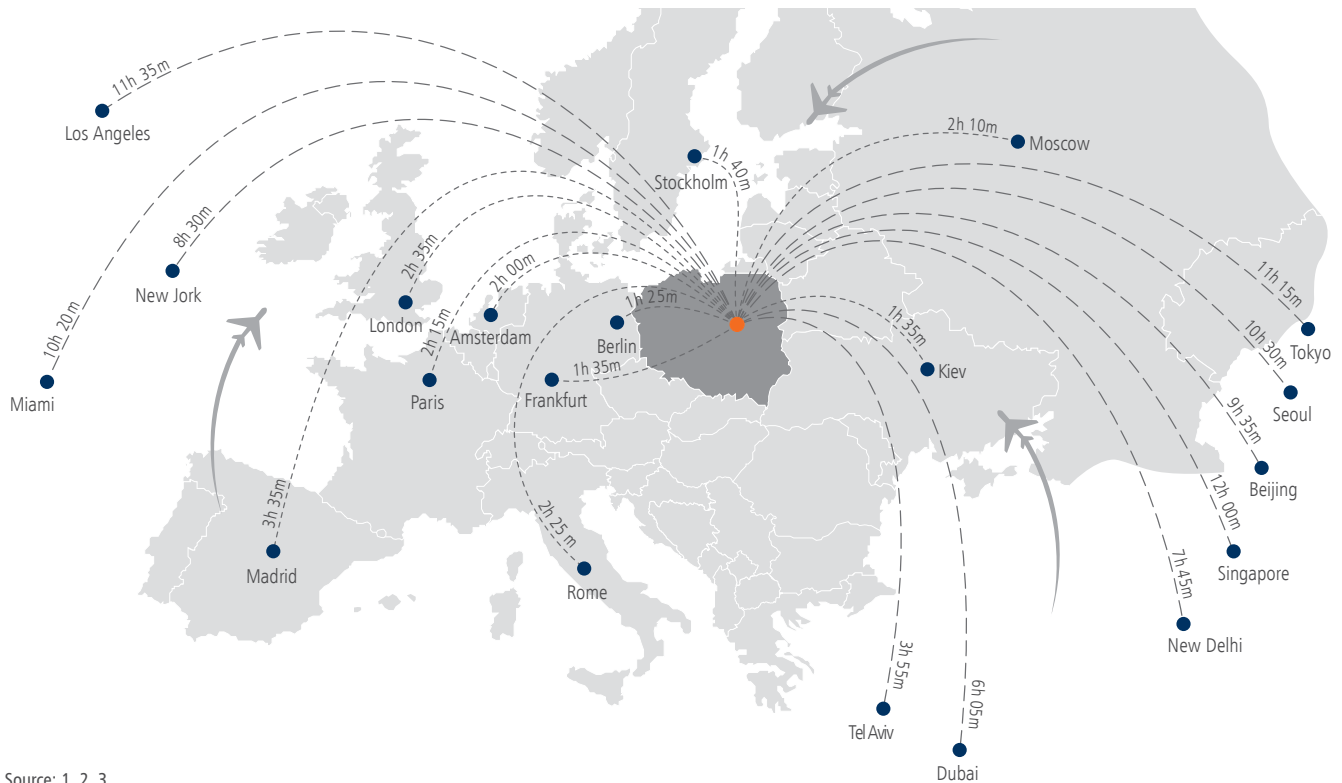 11h 35m
Los Angeles
10h 20m
Miami
8h 30m
New Jork
3h 35m
Madrid
2h 35m
London
2h 15m
Paris
2h 00m
Amsterdam
1h 25m
Berlin
1h 35m
Frankfurt
2h 25 m
Rome
1h 40m
Stockholm
2h 10m
Moscow
1h 35m
Kiev
11h 15m
Tokyo
10h 30m
Seoul
9h 35m
Beijing
12h 00m
Singapore
7h 45m
New Delhi
3h 55m
Tel Aviv
6h 05m
Dubai
Source: 1, 2, 3